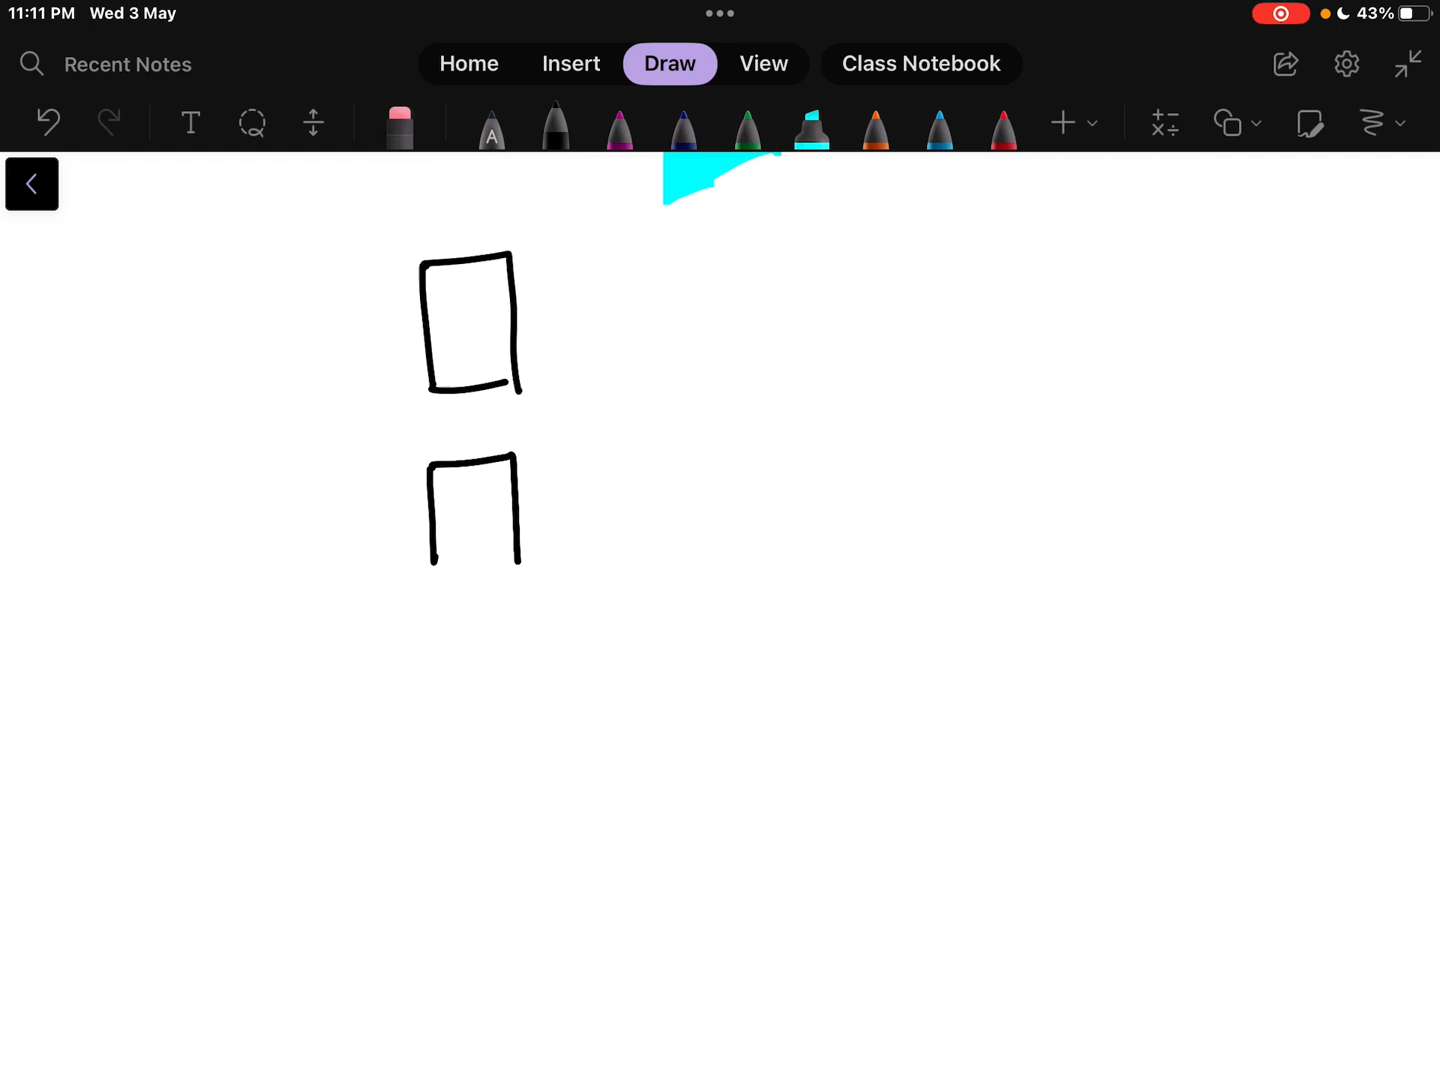 11:11 PM Wed 3 May 43%
Recent Notes Home Insert Draw View Class Notebook
T A